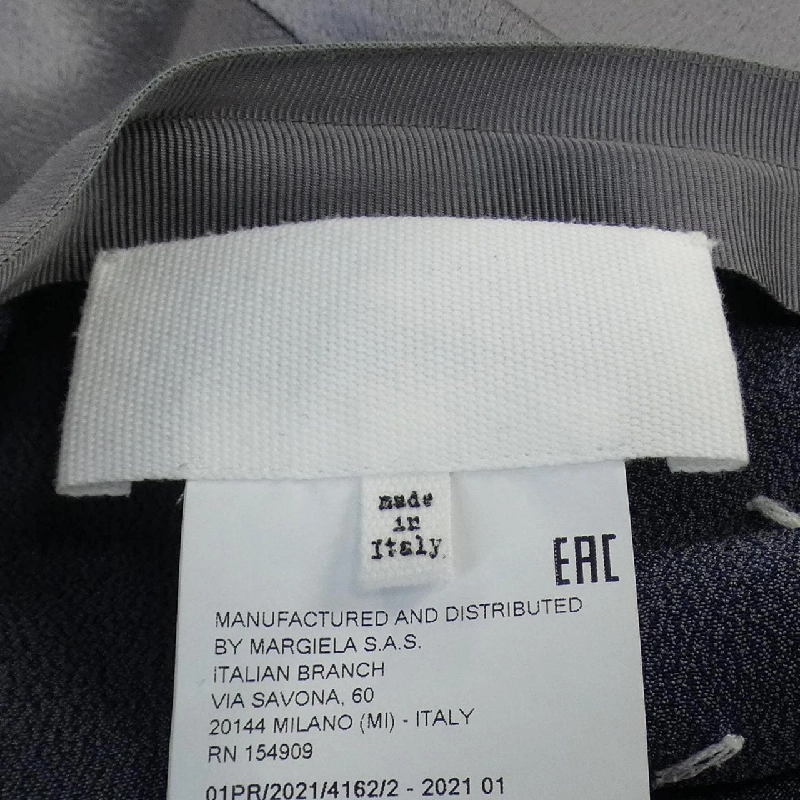 made
in
Italy
EAC
MANUFACTURED AND DISTRIBUTED
BY MARGIELA S.A.S.
ITALIAN BRANCH
VIA SAVONA, 60
20144 MILANO (MI) - ITALY
RN 154909
01PR/2021/4162/2 - 2021 01